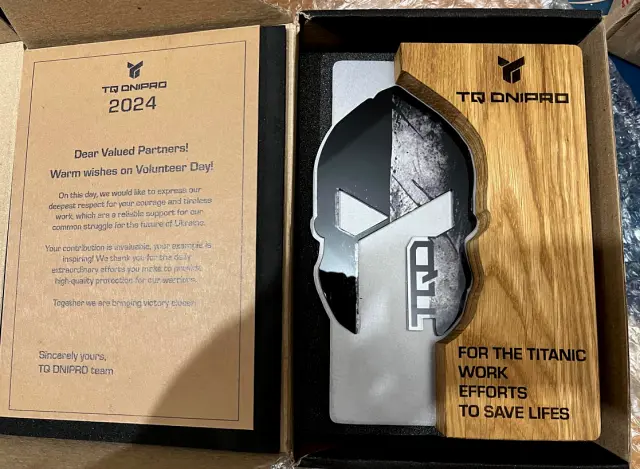 TQ DNIPRO
2024
Dear Valued Partners!
Warm wishes on Volunteer Day!
On this day, we would like to express our
deepest respect for your courage and tireless
work, which are a reliable support for our
common struggle for the future of Ukraine.
Your contribution is invaluable, your example is
inspiring! We thank you for the daily
extraordinary efforts you make to provide
high-quality protection for our warriors.
Together we are bringing victory closer.
Sincerely yours,
TQ DNIPRO team
TQ DNIPRO
TQD
FOR THE TITANIC
WORK
EFFORTS
TO SAVE LIFES